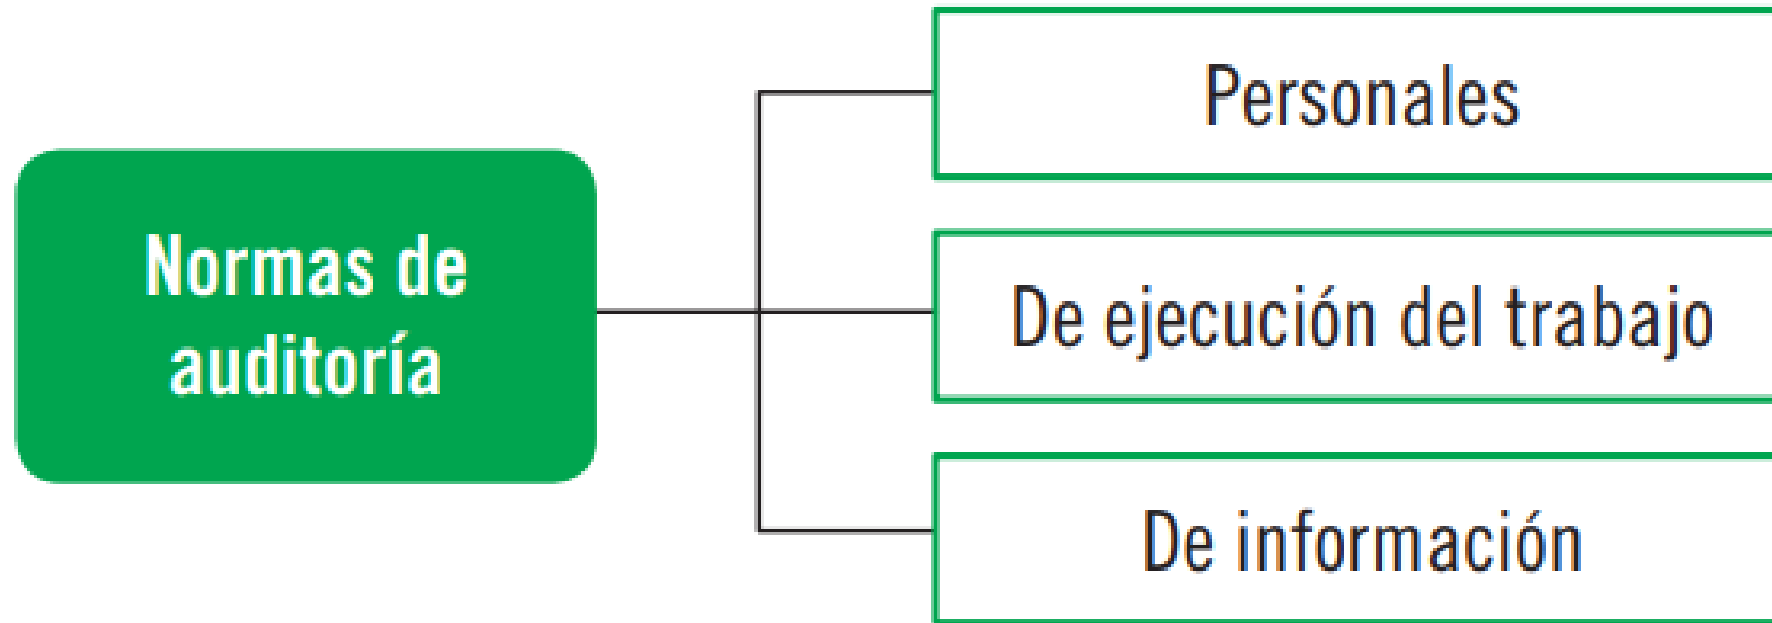 Normas de
auditoría
Personales
De ejecución del trabajo
De información